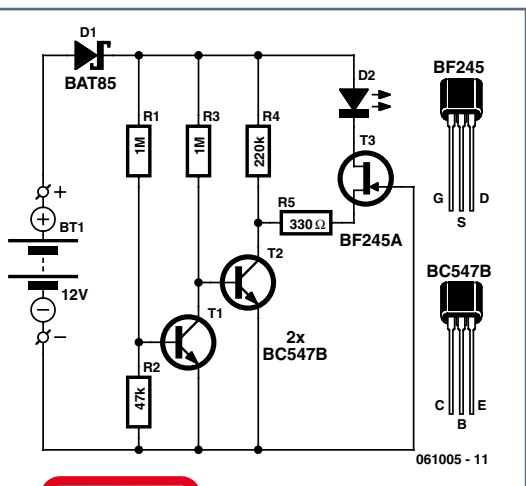 D1
BAT85
D2
BF245
R1
R3
R4
1M
1M
220k
T3
R5
330 Ω
BF245A
G
D
S
+
+
BT1
T2
12V
−
−
T1
2x
BC547B
BC547B
R2
47k
C
E
B
061005 - 11